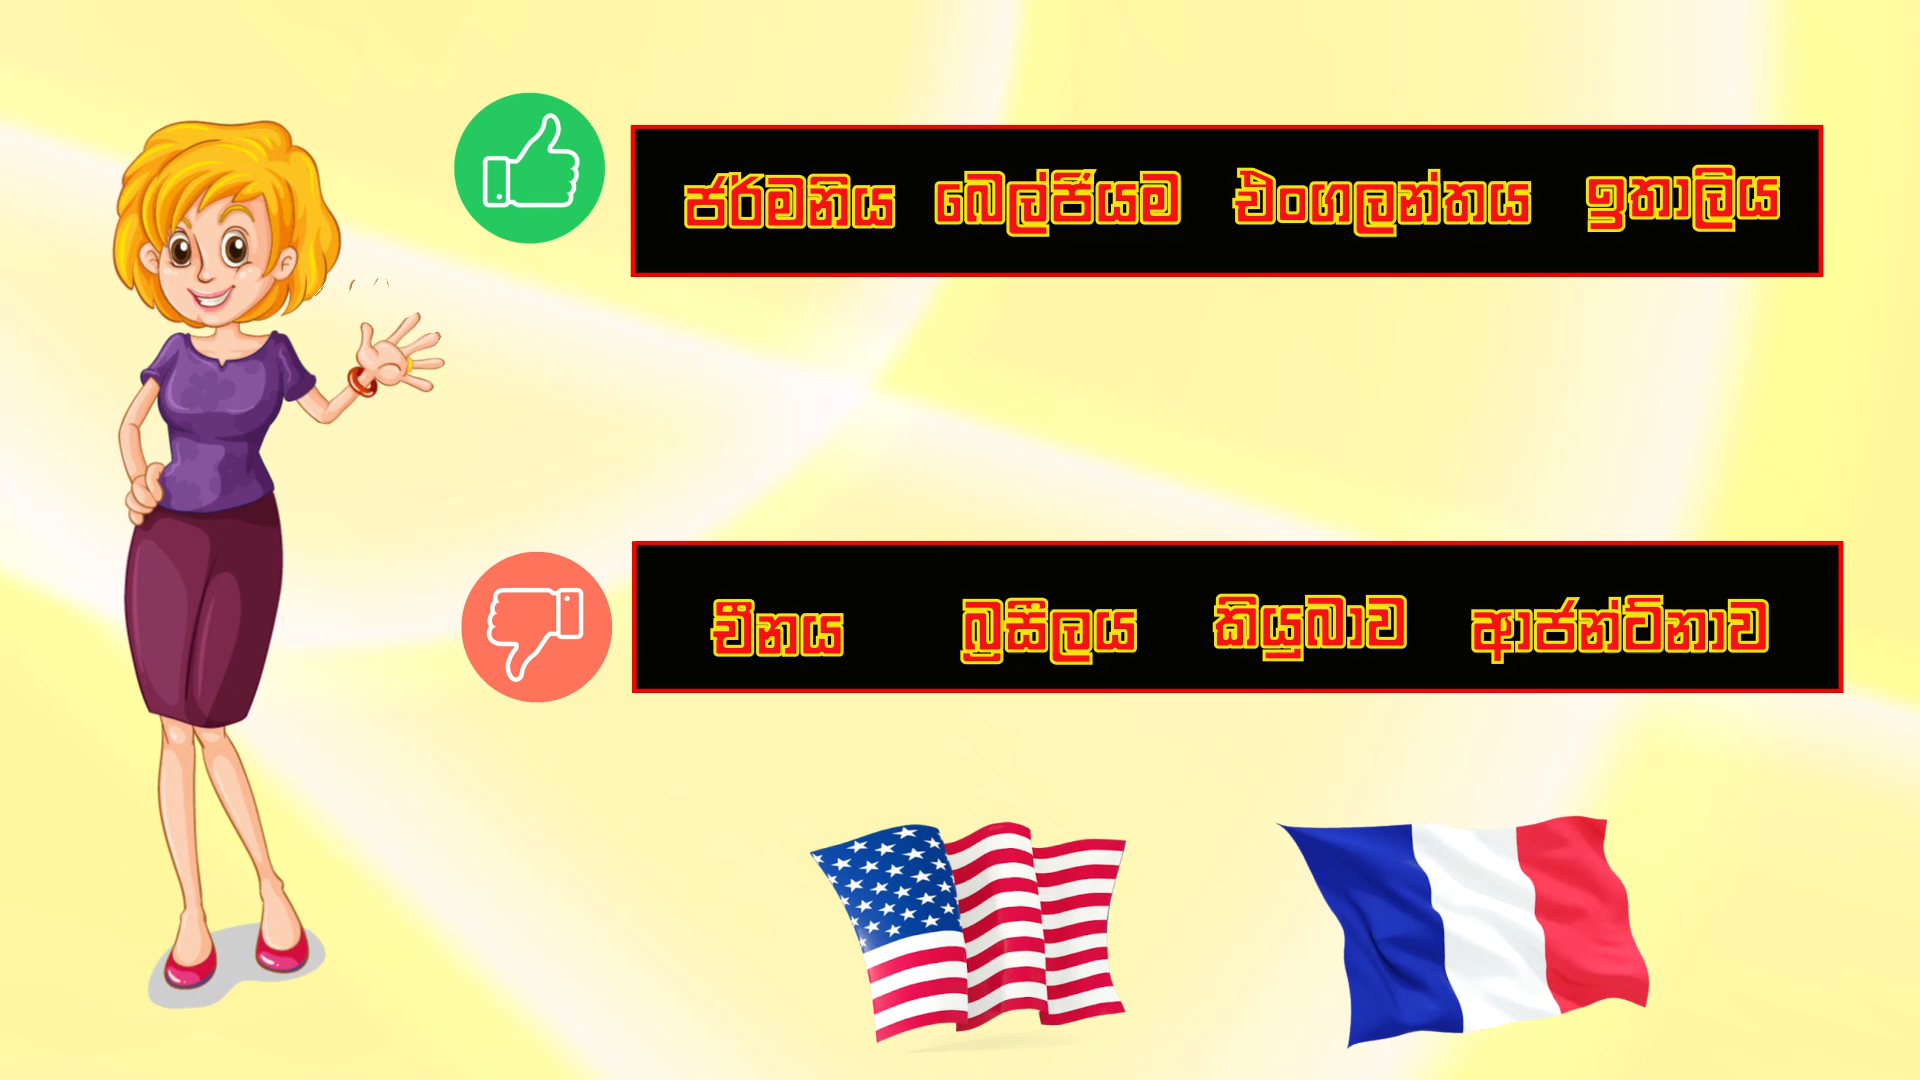 ජර්මනිය බෙල්ජියම එංගලන්තය ඉතාලිය
චීනය බ්‍රසීලය කියුබාව ආජන්ටිනාව